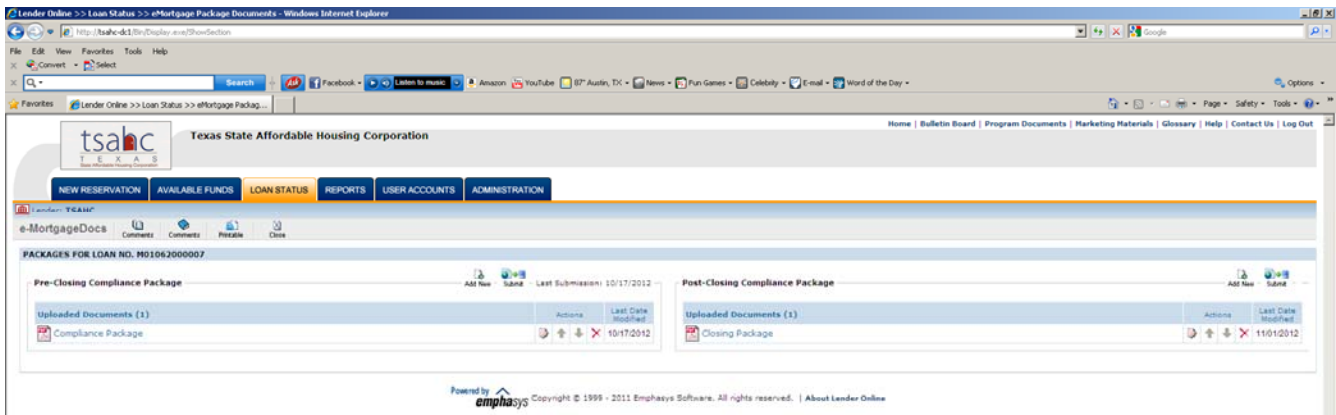 Lender Online >> Loan Status >> eMortgage Package Documents - Windows Internet Explorer
http://tsahc-dc1/Bin/Display.exe/ShowSection
Google
File Edit View Favorites Tools Help
Convert Select
Search Facebook Listen to music Amazon YouTube 87° Austin, TX News Fun Games Celebrity E-mail Word of the Day Options
Favorites Lender Online >> Loan Status >> eMortgage Packag... Page Safety Tools
Home | Bulletin Board | Program Documents | Marketing Materials | Glossary | Help | Contact Us | Log Out
tsahc
TEXAS
State Affordable Housing Corporation
Texas State Affordable Housing Corporation
NEW RESERVATION AVAILABLE FUNDS LOAN STATUS REPORTS USER ACCOUNTS ADMINISTRATION
Lender: TSAHC
e-MortgageDocs Comments Comments Printable Close
PACKAGES FOR LOAN NO. M01062000007
Pre-Closing Compliance Package Add New Submit Last Submission: 10/17/2012
Uploaded Documents (1) Actions Last Date Modified
Compliance Package 10/17/2012
Post-Closing Compliance Package Add New Submit
Uploaded Documents (1) Actions Last Date Modified
Closing Package 11/01/2012
Powered by emphasys Copyright © 1999 - 2011 Emphasys Software. All rights reserved. | About Lender Online